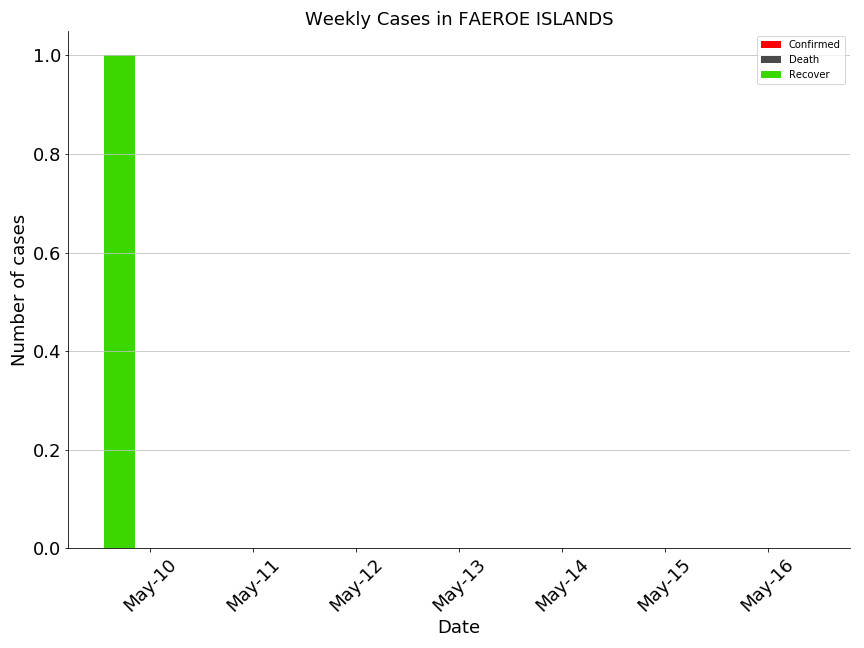 Weekly Cases in FAEROE ISLANDS
Confirmed
Death
Recover
Number of cases
1.0
0.8
0.6
0.4
0.2
0.0
May-10
May-11
May-12
May-13
May-14
May-15
May-16
Date